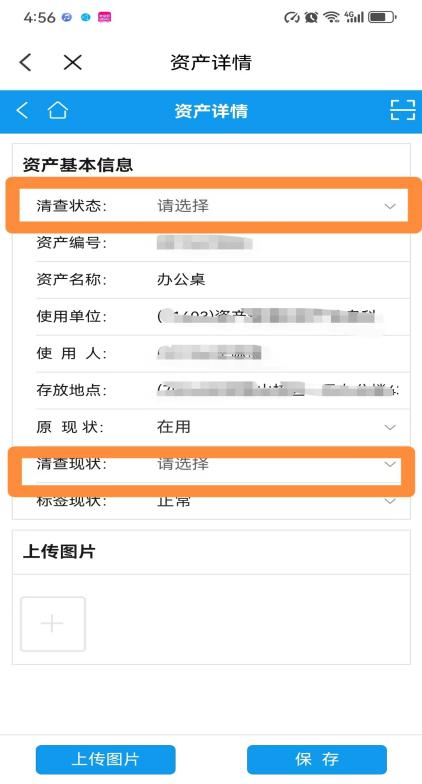 4:56
4G
资产详情
资产详情
资产基本信息
清查状态: 请选择
资产编号:
资产名称: 办公桌
使用单位:
使 用 人:
存放地点:
原 现 状: 在用
清查现状: 请选择
标签现状: 正常
上传图片
上传图片 保 存